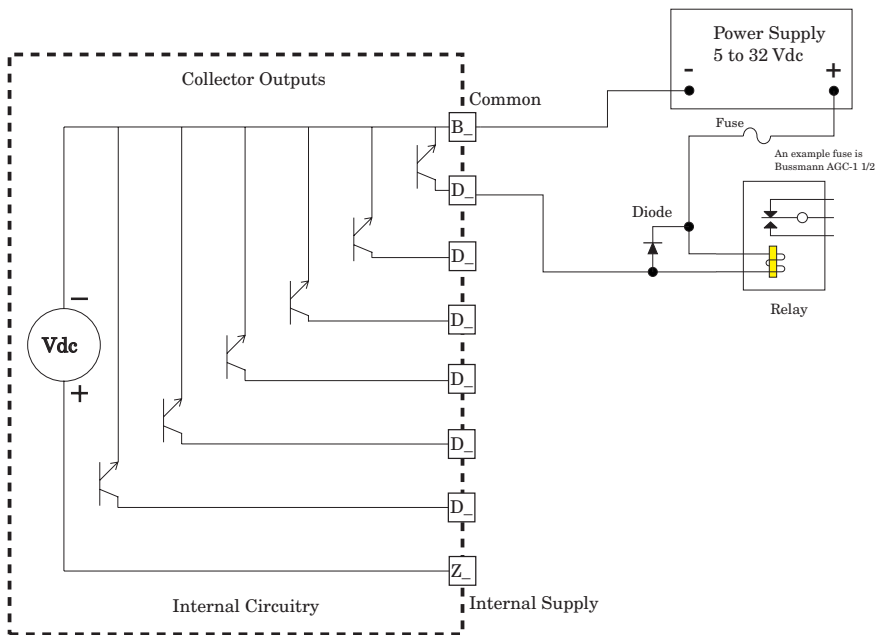 Power Supply
5 to 32 Vdc
- +
Collector Outputs
Common
B_
Fuse
An example fuse is
Bussmann AGC-1 1/2
D_
Diode
D_
Relay
D_
Vdc
- +
D_
D_
D_
Z_
Internal Circuitry
Internal Supply